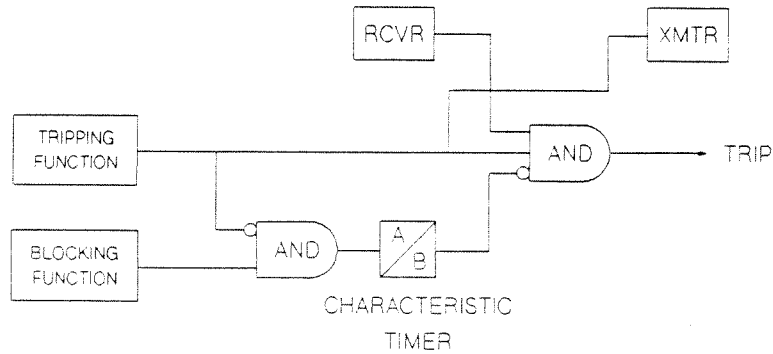 RCVR
XMTR
TRIPPING
FUNCTION
AND
TRIP
BLOCKING
FUNCTION
AND
A
B
CHARACTERISTIC
TIMER